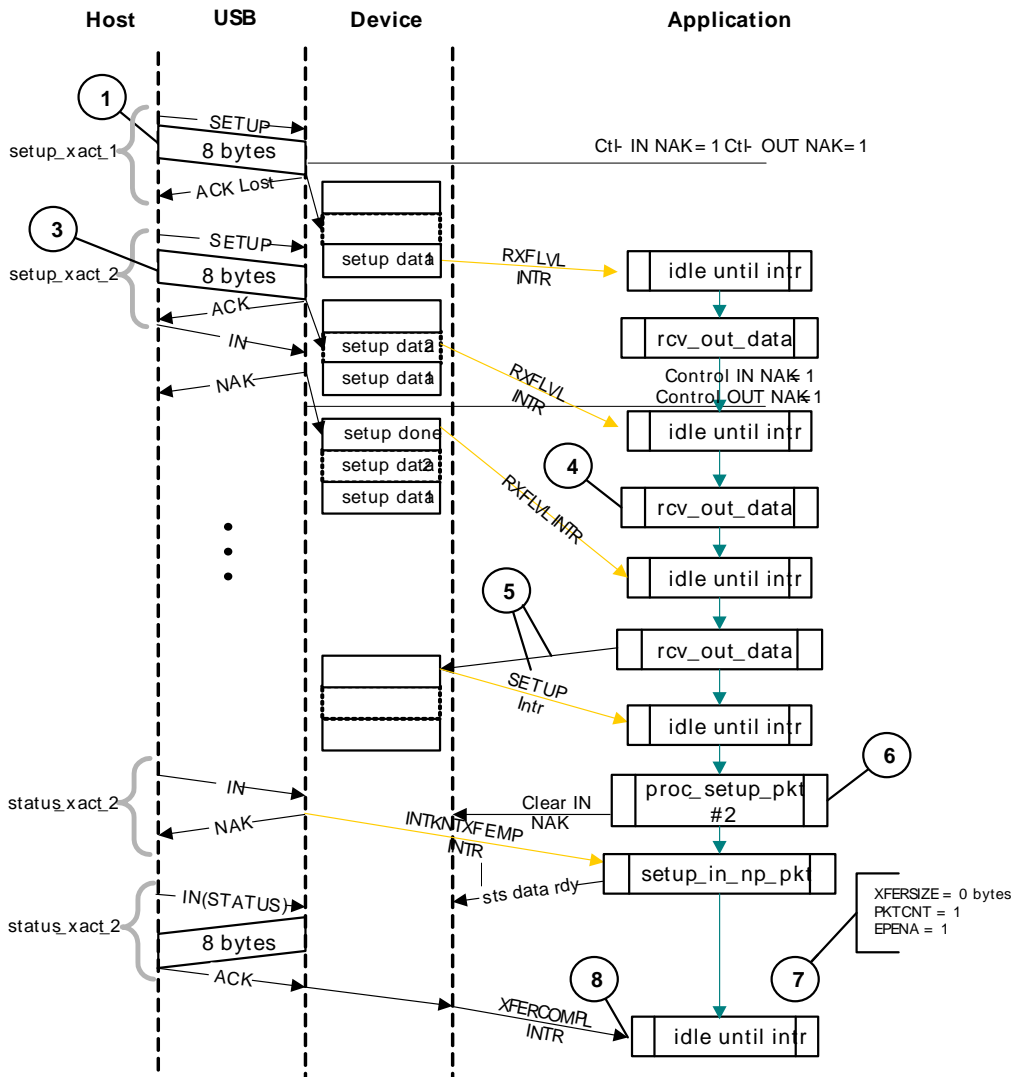 Host USB Device Application
1
SETUP
setup_xact_1
8 bytes
Ctl- IN NAK= 1 Ctl- OUT NAK= 1
ACK Lost
3
SETUP
setup data1
RXFLVL
INTR
idle until intr
setup_xact_2
8 bytes
ACK
IN
setup data2
rcv_out_data
NAK
setup data1
RXFLVL
INTR
Control IN NAK= 1
Control OUT NAK=1
setup done
idle until intr
setup data2
4
setup data1
RXFLVL INTR
rcv_out_data
idle until intr
5
rcv_out_data
SETUP
Intr
idle until intr
6
IN
status_xact_2
Clear IN
NAK
proc_setup_pkt
#2
NAK
INTKNTXFEMP
INTR
setup_in_np_pkt
sts data rdy
IN(STATUS)
XFERSIZE = 0 bytes
PKTCNT = 1
EPENA = 1
status_xact_2
8 bytes
ACK
8
7
XFERCOMPL
INTR
idle until intr